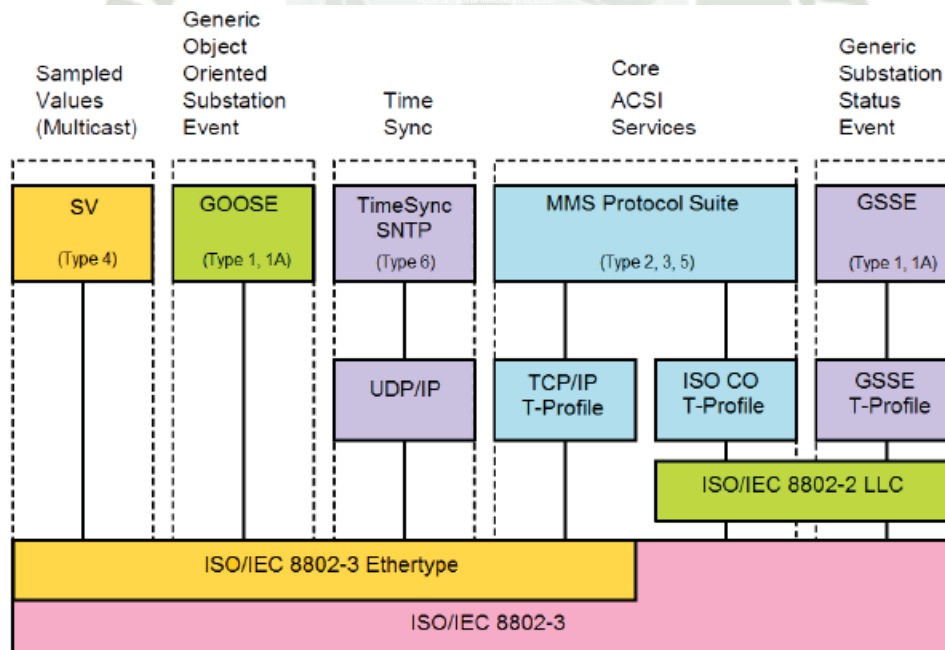 Sampled
Values
(Multicast)
Generic
Object
Oriented
Substation
Event
Time
Sync
Core
ACSI
Services
Generic
Substation
Status
Event
SV
(Type 4)
GOOSE
(Type 1, 1A)
TimeSync
SNTP
(Type 6)
MMS Protocol Suite
(Type 2, 3, 5)
GSSE
(Type 1, 1A)
UDP/IP
TCP/IP
T-Profile
ISO CO
T-Profile
GSSE
T-Profile
ISO/IEC 8802-2 LLC
ISO/IEC 8802-3 Ethertype
ISO/IEC 8802-3